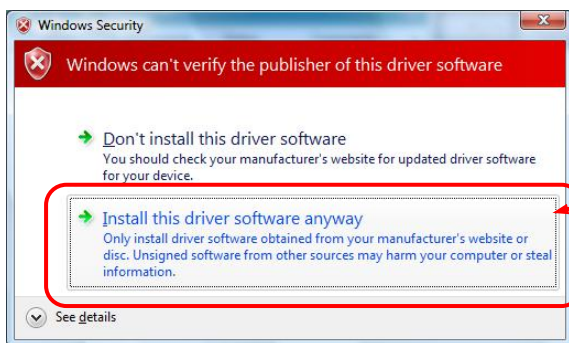 Windows Security
Windows can't verify the publisher of this driver software
Don't install this driver software
You should check your manufacturer's website for updated driver software
for your device.
Install this driver software anyway
Only install driver software obtained from your manufacturer's website or
disc. Unsigned software from other sources may harm your computer or steal
information.
See details